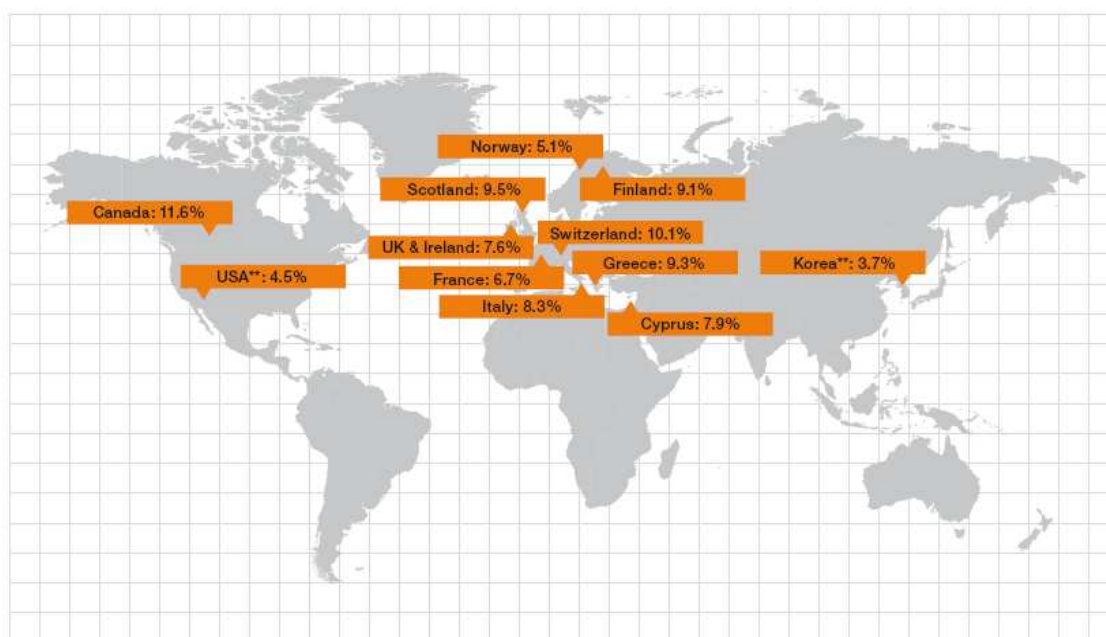 Norway: 5.1%
Scotland: 9.5%
Finland: 9.1%
Canada: 11.6%
Switzerland: 10.1%
UK & Ireland: 7.6%
Greece: 9.3%
Korea**: 3.7%
USA**: 4.5%
France: 6.7%
Italy: 8.3%
Cyprus: 7.9%